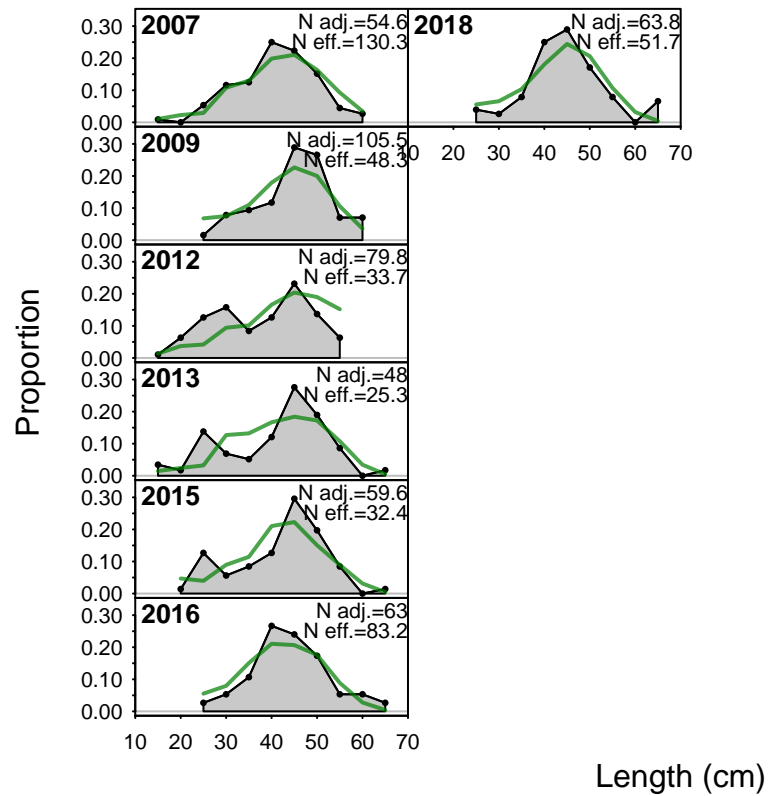 2007
N adj.=54.6
N eff.=130.3
0.30
0.20
0.10
0.00
2018
N adj.=63.8
N eff.=51.7
10 20 30 40 50 60 70
2009
N adj.=105.5
N eff.=48.3
0.30
0.20
0.10
0.00
2012
N adj.=79.8
N eff.=33.7
0.30
0.20
0.10
0.00
2013
N adj.=48
N eff.=25.3
0.30
0.20
0.10
0.00
2015
N adj.=59.6
N eff.=32.4
0.30
0.20
0.10
0.00
2016
N adj.=63
N eff.=83.2
0.30
0.20
0.10
0.00
10 20 30 40 50 60 70
Proportion
Length (cm)